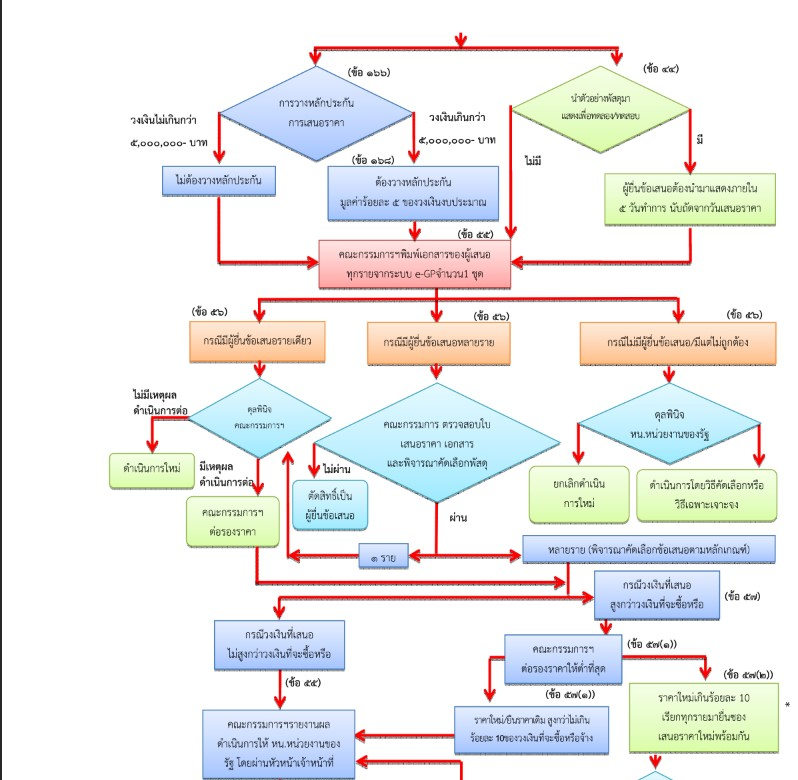 (ข้อ ๑๖๖)
(ข้อ ๔๔)
การวางหลักประกัน
การเสนอราคา
นำตัวอย่างพัสดุมา
แสดงเพื่อทดลอง/ทดสอบ
วงเงินไม่เกินกว่า
๕,๐๐๐,๐๐๐- บาท
วงเงินเกินกว่า
๕,๐๐๐,๐๐๐- บาท
(ข้อ ๑๖๘)
ไม่มี
มี
ไม่ต้องวางหลักประกัน
ต้องวางหลักประกัน
มูลค่าร้อยละ ๕ ของวงเงินงบประมาณ
ผู้ยื่นข้อเสนอต้องนำมาแสดงภายใน
๕ วันทำการ นับถัดจากวันเสนอราคา
(ข้อ ๕๕)
คณะกรรมการฯพิมพ์เอกสารของผู้เสนอ
ทุกรายจากระบบ e-GPจำนวน1 ชุด
(ข้อ ๕๖)
(ข้อ ๕๖)
(ข้อ ๕๖)
กรณีมีผู้ยื่นข้อเสนอรายเดียว
กรณีมีผู้ยื่นข้อเสนอหลายราย
กรณีไม่มีผู้ยื่นข้อเสนอ/มีแต่ไม่ถูกต้อง
ไม่มีเหตุผล
ดำเนินการต่อ
ดุลพินิจ
คณะกรรมการฯ
คณะกรรมการ ตรวจสอบใบ
เสนอราคา เอกสาร
และพิจารณาคัดเลือกพัสดุ
ดุลพินิจ
หน.หน่วยงานของรัฐ
ดำเนินการใหม่
มีเหตุผล
ดำเนินการต่อ
ไม่ผ่าน
ตัดสิทธิ์เป็น
ผู้ยื่นข้อเสนอ
ยกเลิกดำเนิน
การใหม่
ดำเนินการโดยวิธีคัดเลือกหรือ
วิธีเฉพาะเจาะจง
คณะกรรมการฯ
ต่อรองราคา
ผ่าน
๑ ราย
หลายราย (พิจารณาคัดเลือกข้อเสนอตามหลักเกณฑ์)
กรณีวงเงินที่เสนอ
สูงกว่าวงเงินที่จะซื้อหรือ
(ข้อ ๕๗)
กรณีวงเงินที่เสนอ
ไม่สูงกว่าวงเงินที่จะซื้อหรือ
คณะกรรมการฯ
ต่อรองราคาให้ต่ำที่สุด
(ข้อ ๕๗(๑))
(ข้อ ๕๗(๒))
(ข้อ ๕๕)
(ข้อ ๕๗(๑))
ราคาใหม่เกินร้อยละ 10
เรียกทุกรายมายื่นซอง
เสนอราคาใหม่พร้อมกัน
*
คณะกรรมการฯรายงานผล
ดำเนินการให้ หน.หน่วยงานของ
รัฐ โดยผ่านหัวหน้าเจ้าหน้าที่
ราคาใหม่/ยืนราคาเดิม สูงกว่าไม่เกิน
ร้อยละ 10ของวงเงินที่จะซื้อหรือจ้าง